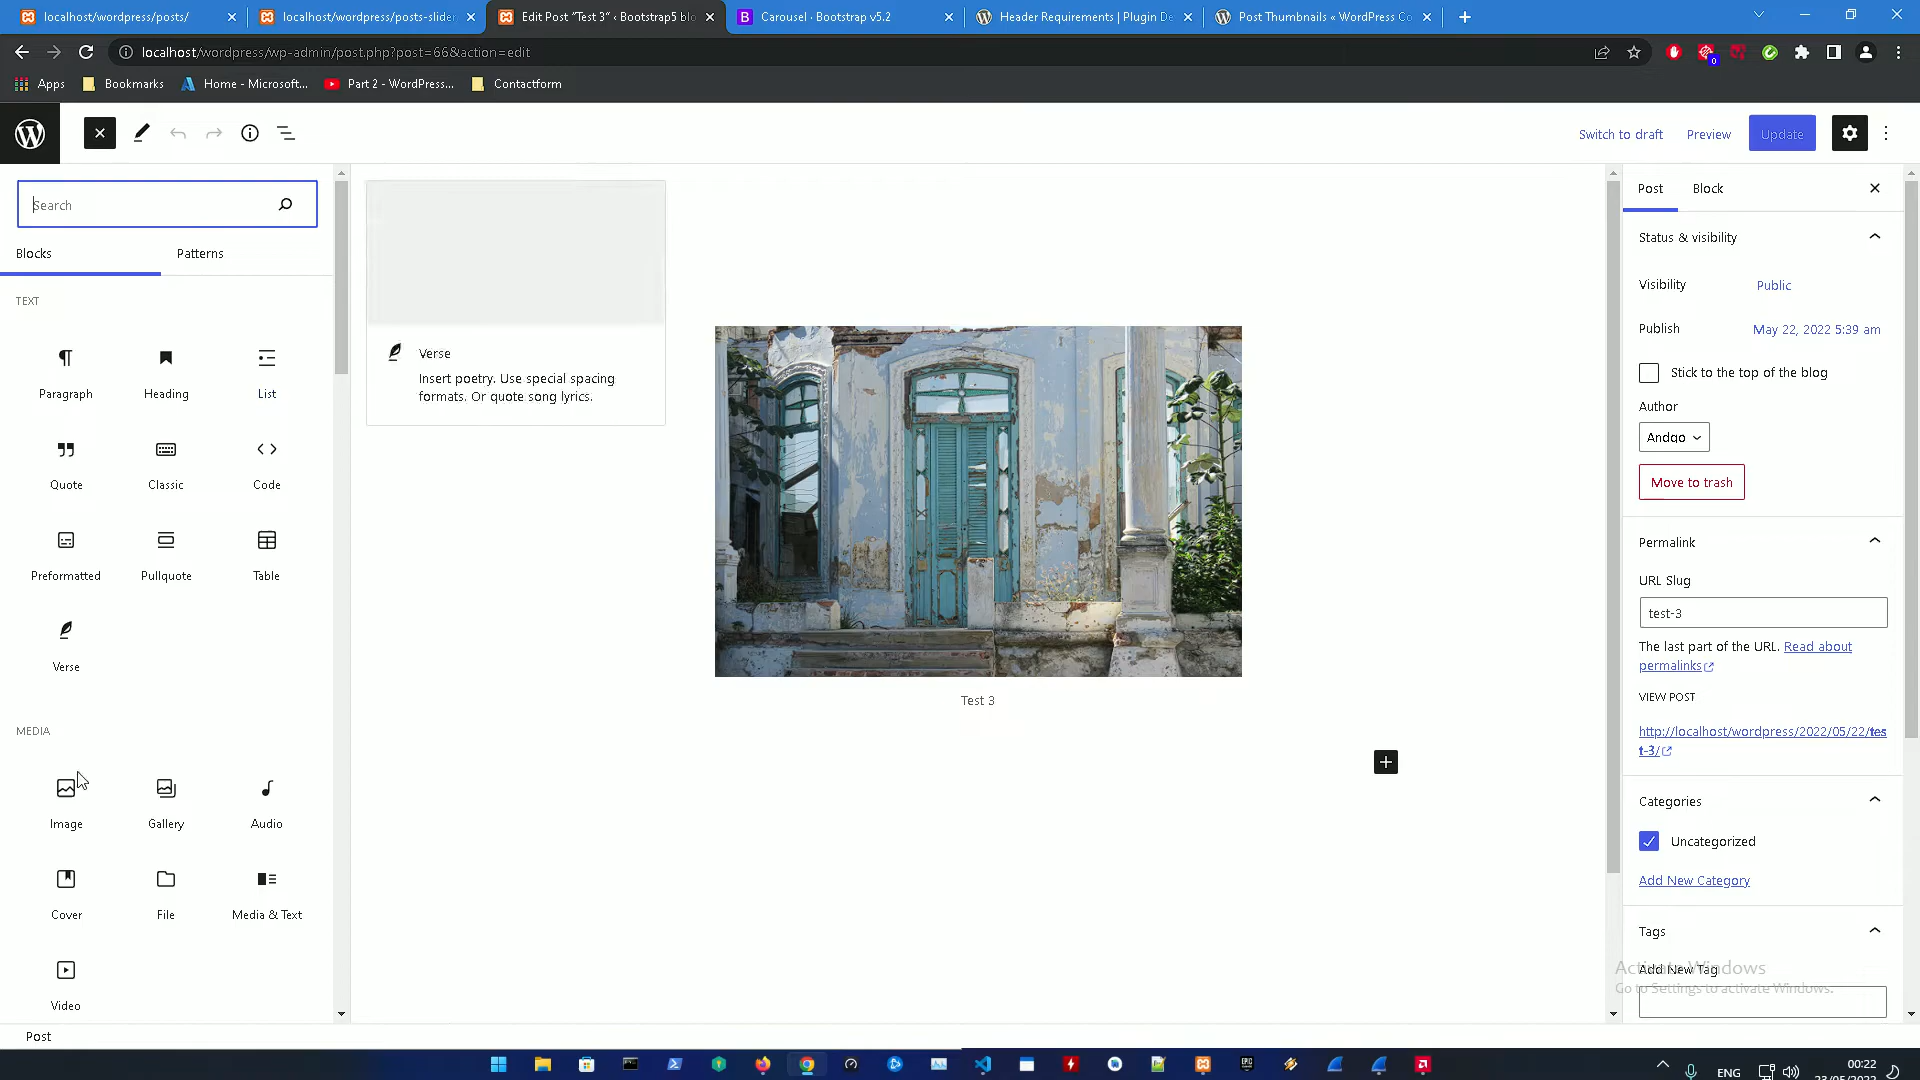 localhost/wordpress/posts/
localhost/wordpress/posts-slider
Edit Post "Test 3" ‹ Bootstrap5 blo
Carousel · Bootstrap v5.2
Header Requirements | Plugin De
Post Thumbnails « WordPress Co
localhost/wordpress/wp-admin/post.php?post=66&action=edit
0
Apps
Bookmarks
Home - Microsoft...
Part 2 - WordPress...
Contactform
Switch to draft
Preview
Update
Search
Blocks
Patterns
TEXT
Paragraph
Heading
List
Quote
Classic
Code
Preformatted
Pullquote
Table
Verse
MEDIA
Image
Gallery
Audio
Cover
File
Media & Text
Video
Verse
Insert poetry. Use special spacing
formats. Or quote song lyrics.
Test 3
Post
Block
Status & visibility
Visibility
Public
Publish
May 22, 2022 5:39 am
Stick to the top of the blog
Author
Andqo
Move to trash
Permalink
URL Slug
test-3
The last part of the URL. Read about
permalinks
VIEW POST
http://localhost/wordpress/2022/05/22/tes
t-3/
Categories
Uncategorized
Add New Category
Tags
Add New Tag
Activate Windows
Go to Settings to activate Windows.
Post
ENG
00:22
23/05/2022